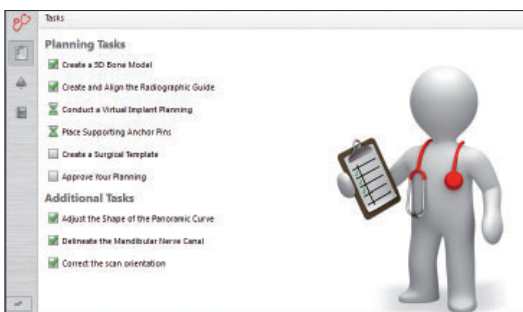 Tasks
Planning Tasks
Create a 3D Bone Model
Create and Align the Radiographic Guide
Conduct a Virtual Implant Planning
Place Supporting Anchor Pins
Create a Surgical Template
Approve Your Planning
Additional Tasks
Adjust the Shape of the Panoramic Curve
Delineate the Mandibular Nerve Canal
Correct the scan orientation